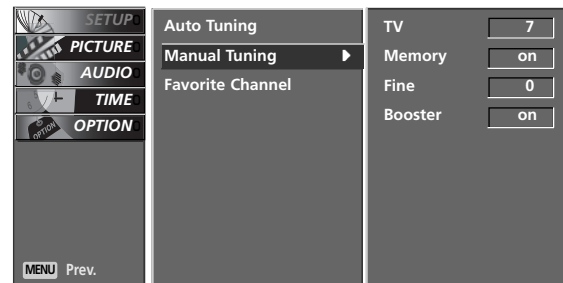 SETUP
PICTURE
AUDIO
TIME
OPTION
MENU Prev.
Auto Tuning
Manual Tuning
Favorite Channel
TV 7
Memory on
Fine 0
Booster on